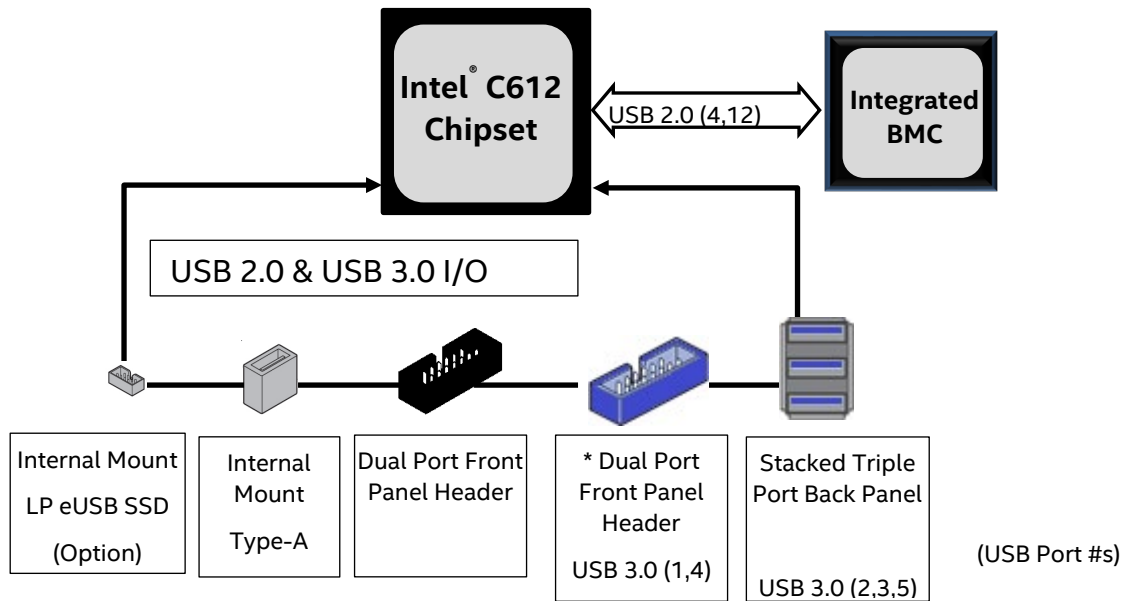 Intel® C612
Chipset
USB 2.0 (4,12)
Integrated
BMC
USB 2.0 & USB 3.0 I/O
Internal Mount
LP eUSB SSD
(Option)
Internal
Mount
Type-A
Dual Port Front
Panel Header
* Dual Port
Front Panel
Header
USB 3.0 (1,4)
Stacked Triple
Port Back Panel
USB 3.0 (2,3,5)
(USB Port #s)